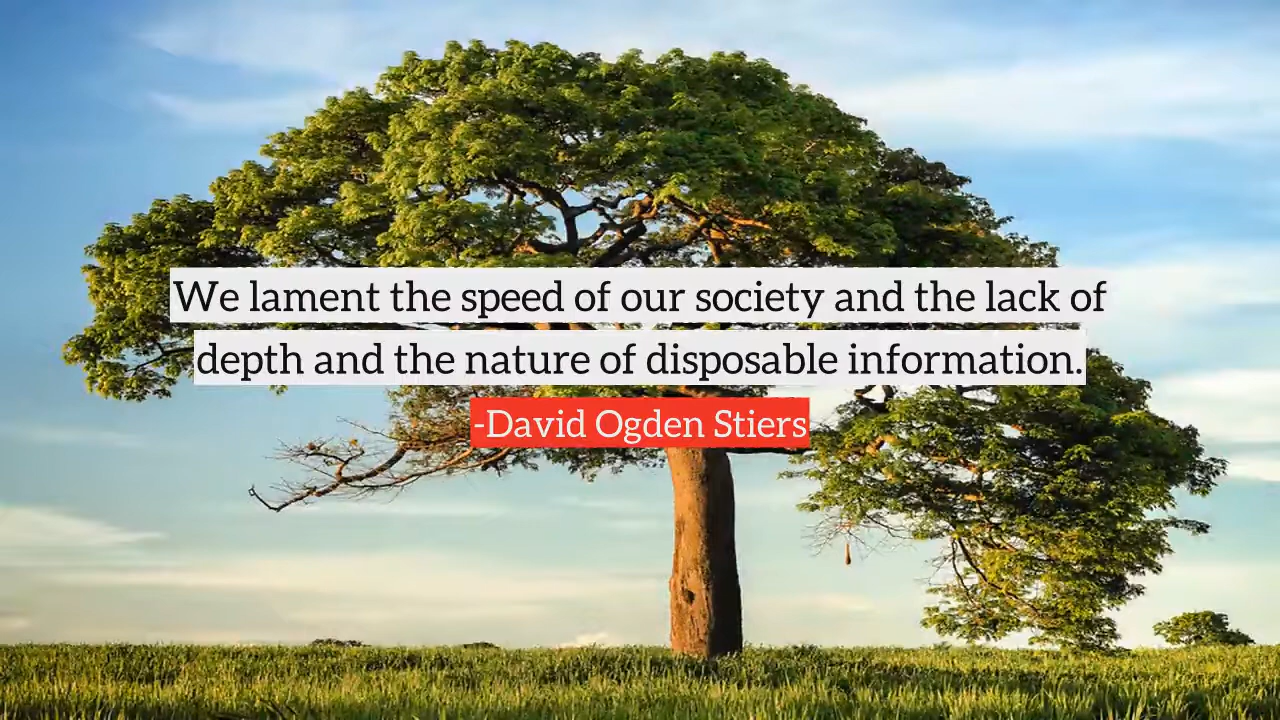 We lament the speed of our society and the lack of
depth and the nature of disposable information.
-David Ogden Stiers